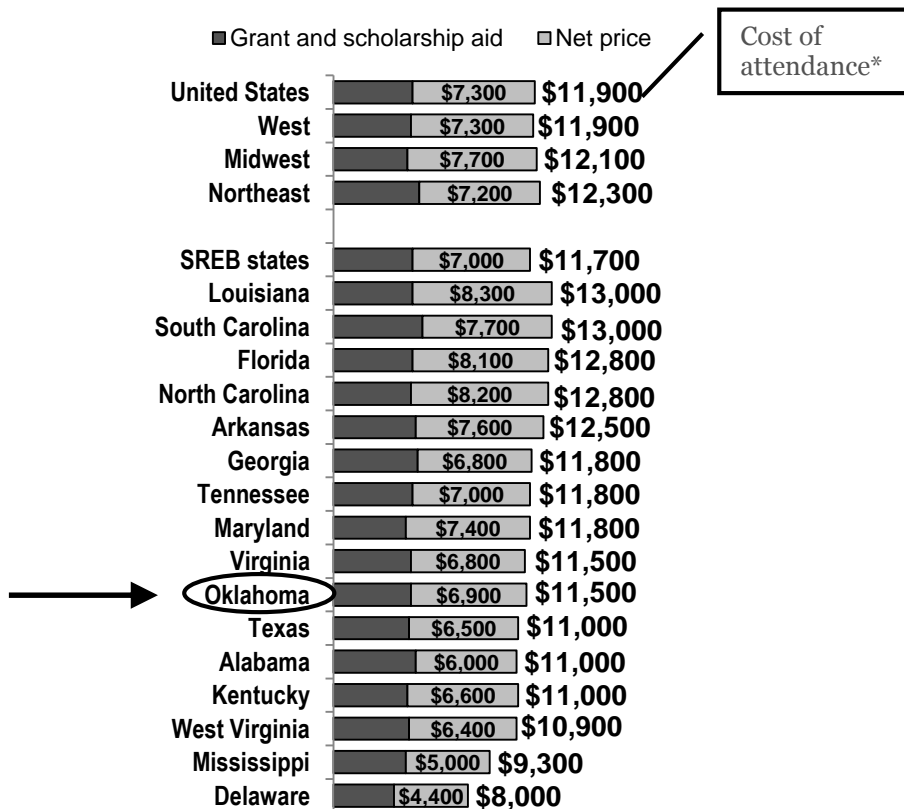 Grant and scholarship aid Net price
Cost of
attendance*
United States $7,300 $11,900
West $7,300 $11,900
Midwest $7,700 $12,100
Northeast $7,200 $12,300
SREB states $7,000 $11,700
Louisiana $8,300 $13,000
South Carolina $7,700 $13,000
Florida $8,100 $12,800
North Carolina $8,200 $12,800
Arkansas $7,600 $12,500
Georgia $6,800 $11,800
Tennessee $7,000 $11,800
Maryland $7,400 $11,800
Virginia $6,800 $11,500
Oklahoma $6,900 $11,500
Texas $6,500 $11,000
Alabama $6,000 $11,000
Kentucky $6,600 $11,000
West Virginia $6,400 $10,900
Mississippi $5,000 $9,300
Delaware $4,400 $8,000